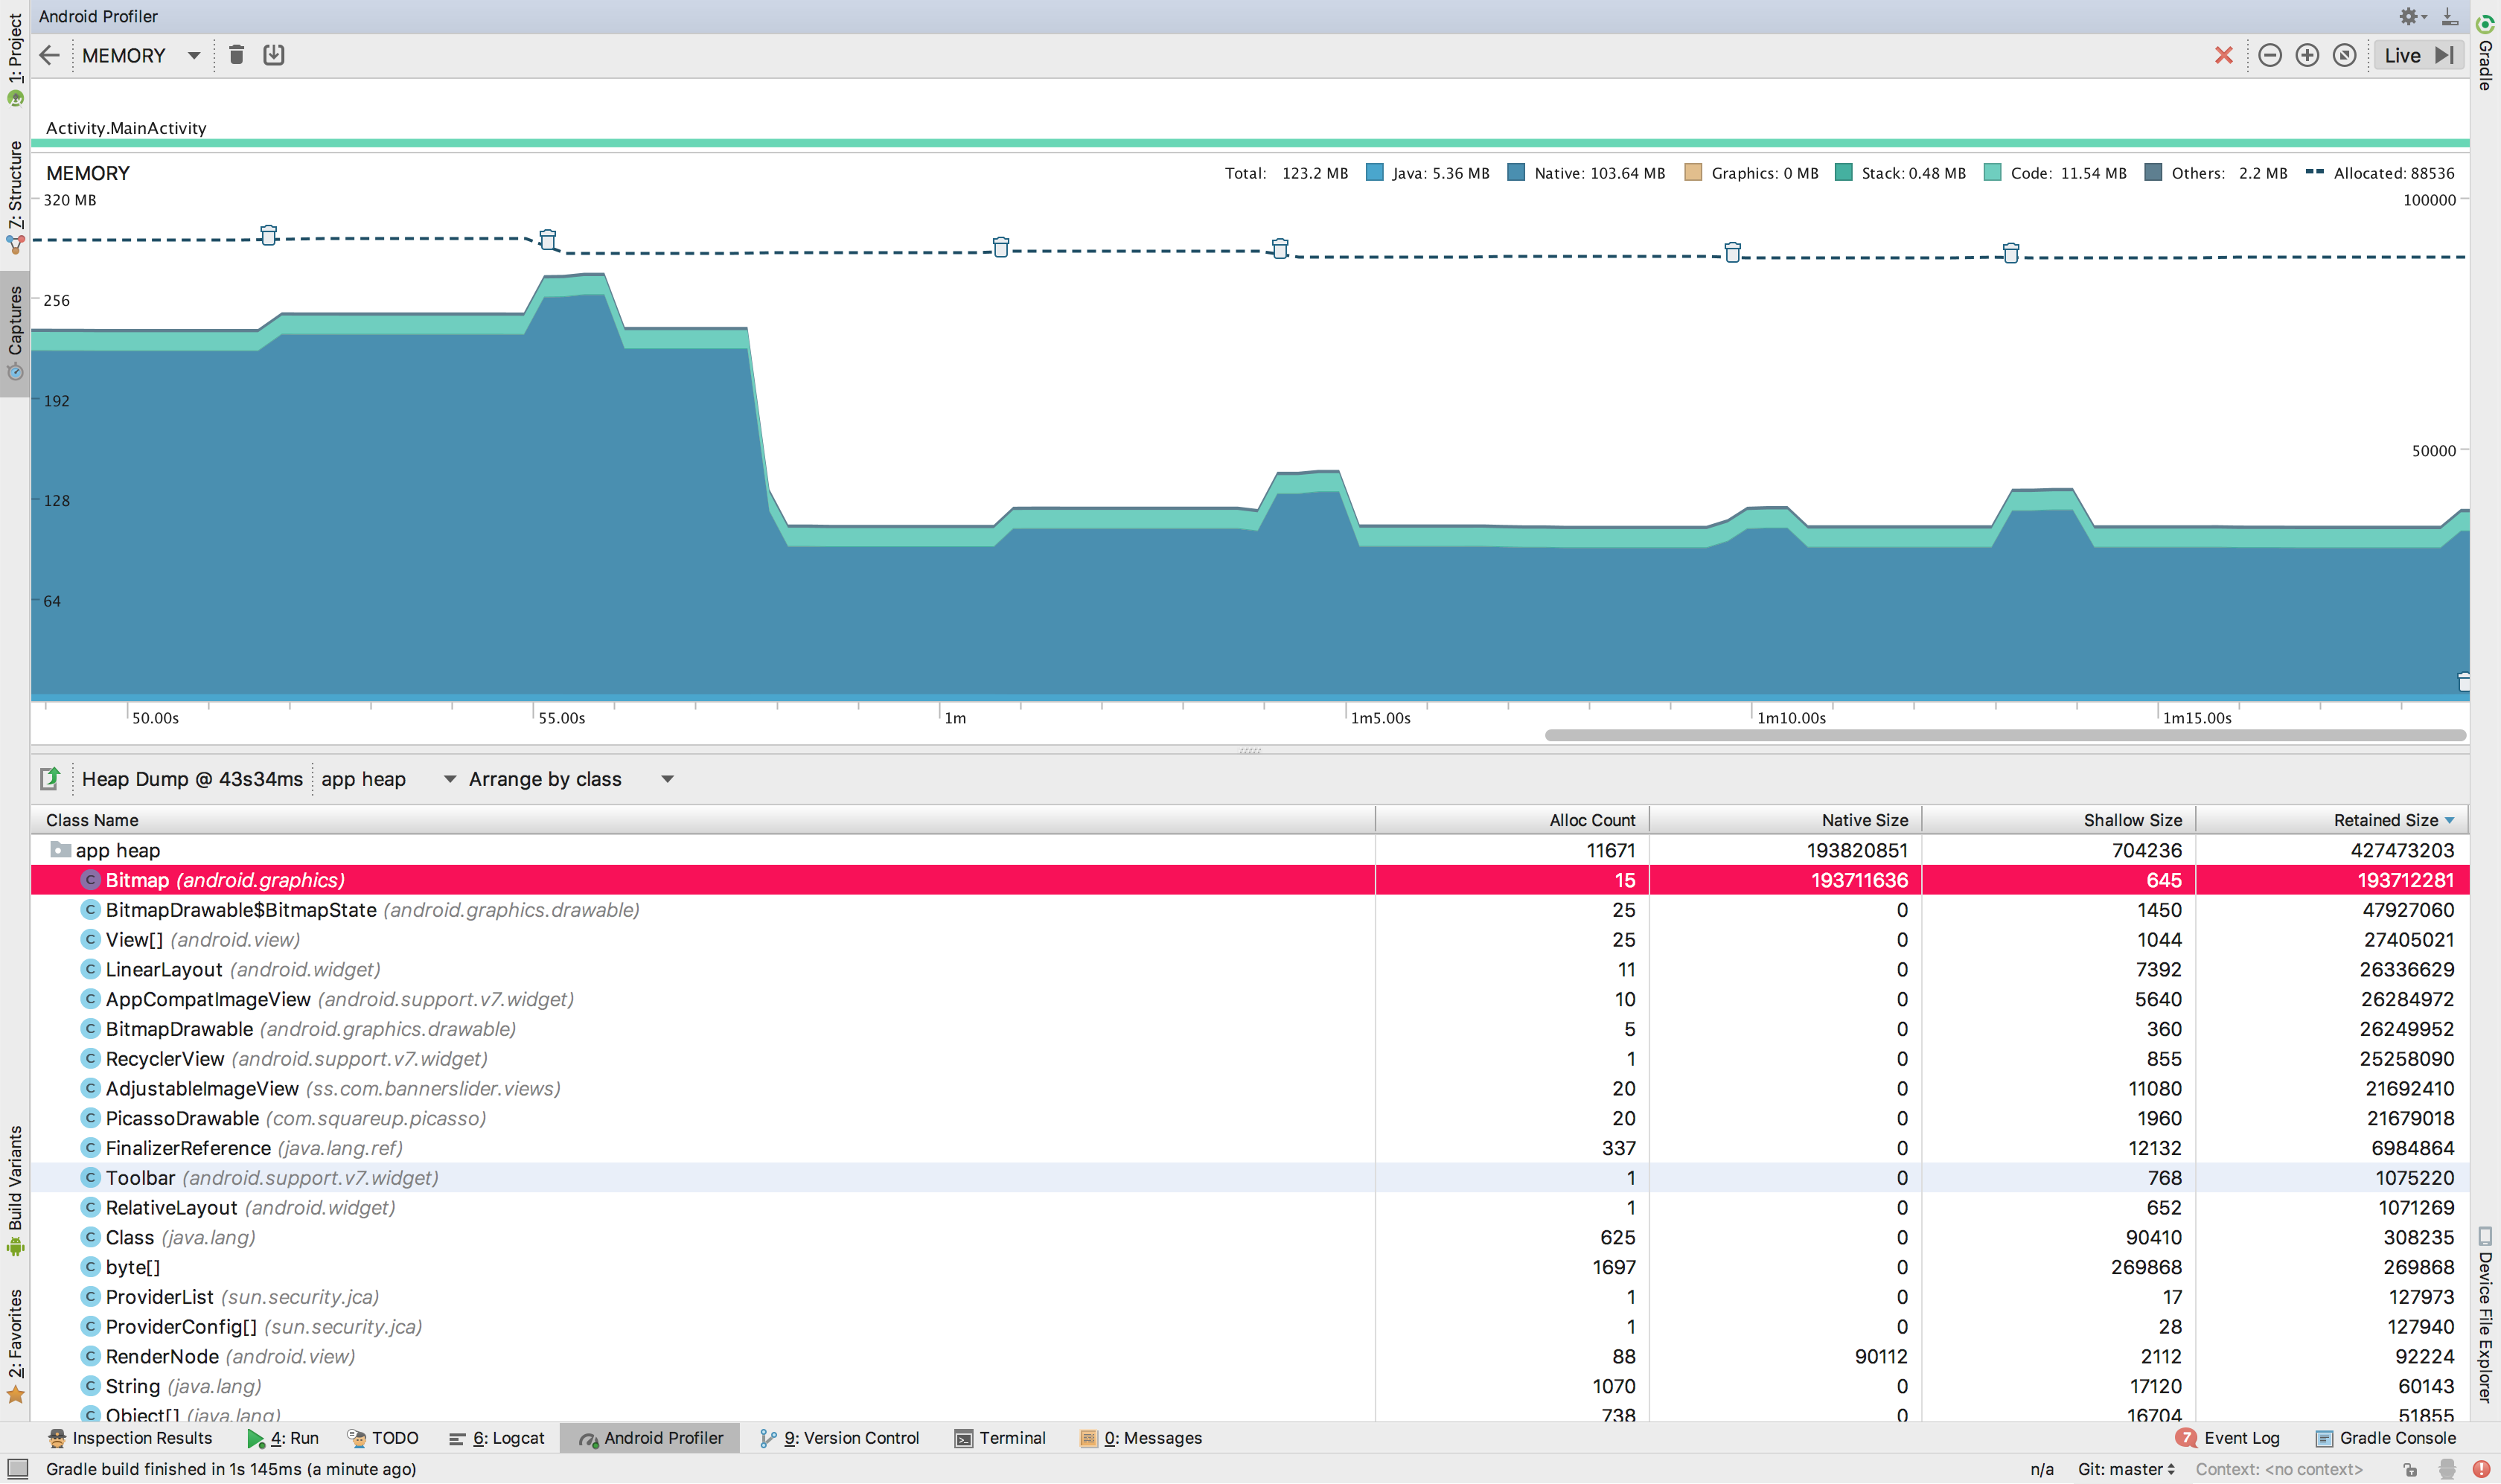 Android Profiler
MEMORY
Live
Activity.MainActivity
MEMORY
Total: 123.2 MB Java: 5.36 MB Native: 103.64 MB Graphics: 0 MB Stack: 0.48 MB Code: 11.54 MB Others: 2.2 MB Allocated: 88536
320 MB
100000
256
192
50000
128
64
50.00s 55.00s 1m 1m5.00s 1m10.00s 1m15.00s
Heap Dump @ 43s34ms app heap Arrange by class
Class Name Alloc Count Native Size Shallow Size Retained Size
app heap 11671 193820851 704236 427473203
C Bitmap (android.graphics) 15 193711636 645 193712281
C BitmapDrawable$BitmapState (android.graphics.drawable) 25 0 1450 47927060
C View[] (android.view) 25 0 1044 27405021
C LinearLayout (android.widget) 11 0 7392 26336629
C AppCompatImageView (android.support.v7.widget) 10 0 5640 26284972
C BitmapDrawable (android.graphics.drawable) 5 0 360 26249952
C RecyclerView (android.support.v7.widget) 1 0 855 25258090
C AdjustableImageView (ss.com.bannerslider.views) 20 0 11080 21692410
C PicassoDrawable (com.squareup.picasso) 20 0 1960 21679018
C FinalizerReference (java.lang.ref) 337 0 12132 6984864
C Toolbar (android.support.v7.widget) 1 0 768 1075220
C RelativeLayout (android.widget) 1 0 652 1071269
C Class (java.lang) 625 0 90410 308235
C byte[] 1697 0 269868 269868
C ProviderList (sun.security.jca) 1 0 17 127973
C ProviderConfig[] (sun.security.jca) 1 0 28 127940
C RenderNode (android.view) 88 90112 2112 92224
C String (java.lang) 1070 0 17120 60143
C Object[] (java.lang) 738 0 16704 51855
1: Project
Z: Structure
Captures
Build Variants
2: Favorites
Gradle
Device File Explorer
Inspection Results 4: Run TODO 6: Logcat Android Profiler 9: Version Control Terminal 0: Messages 7 Event Log Gradle Console
Gradle build finished in 1s 145ms (a minute ago) n/a Git: master Context: <no context>